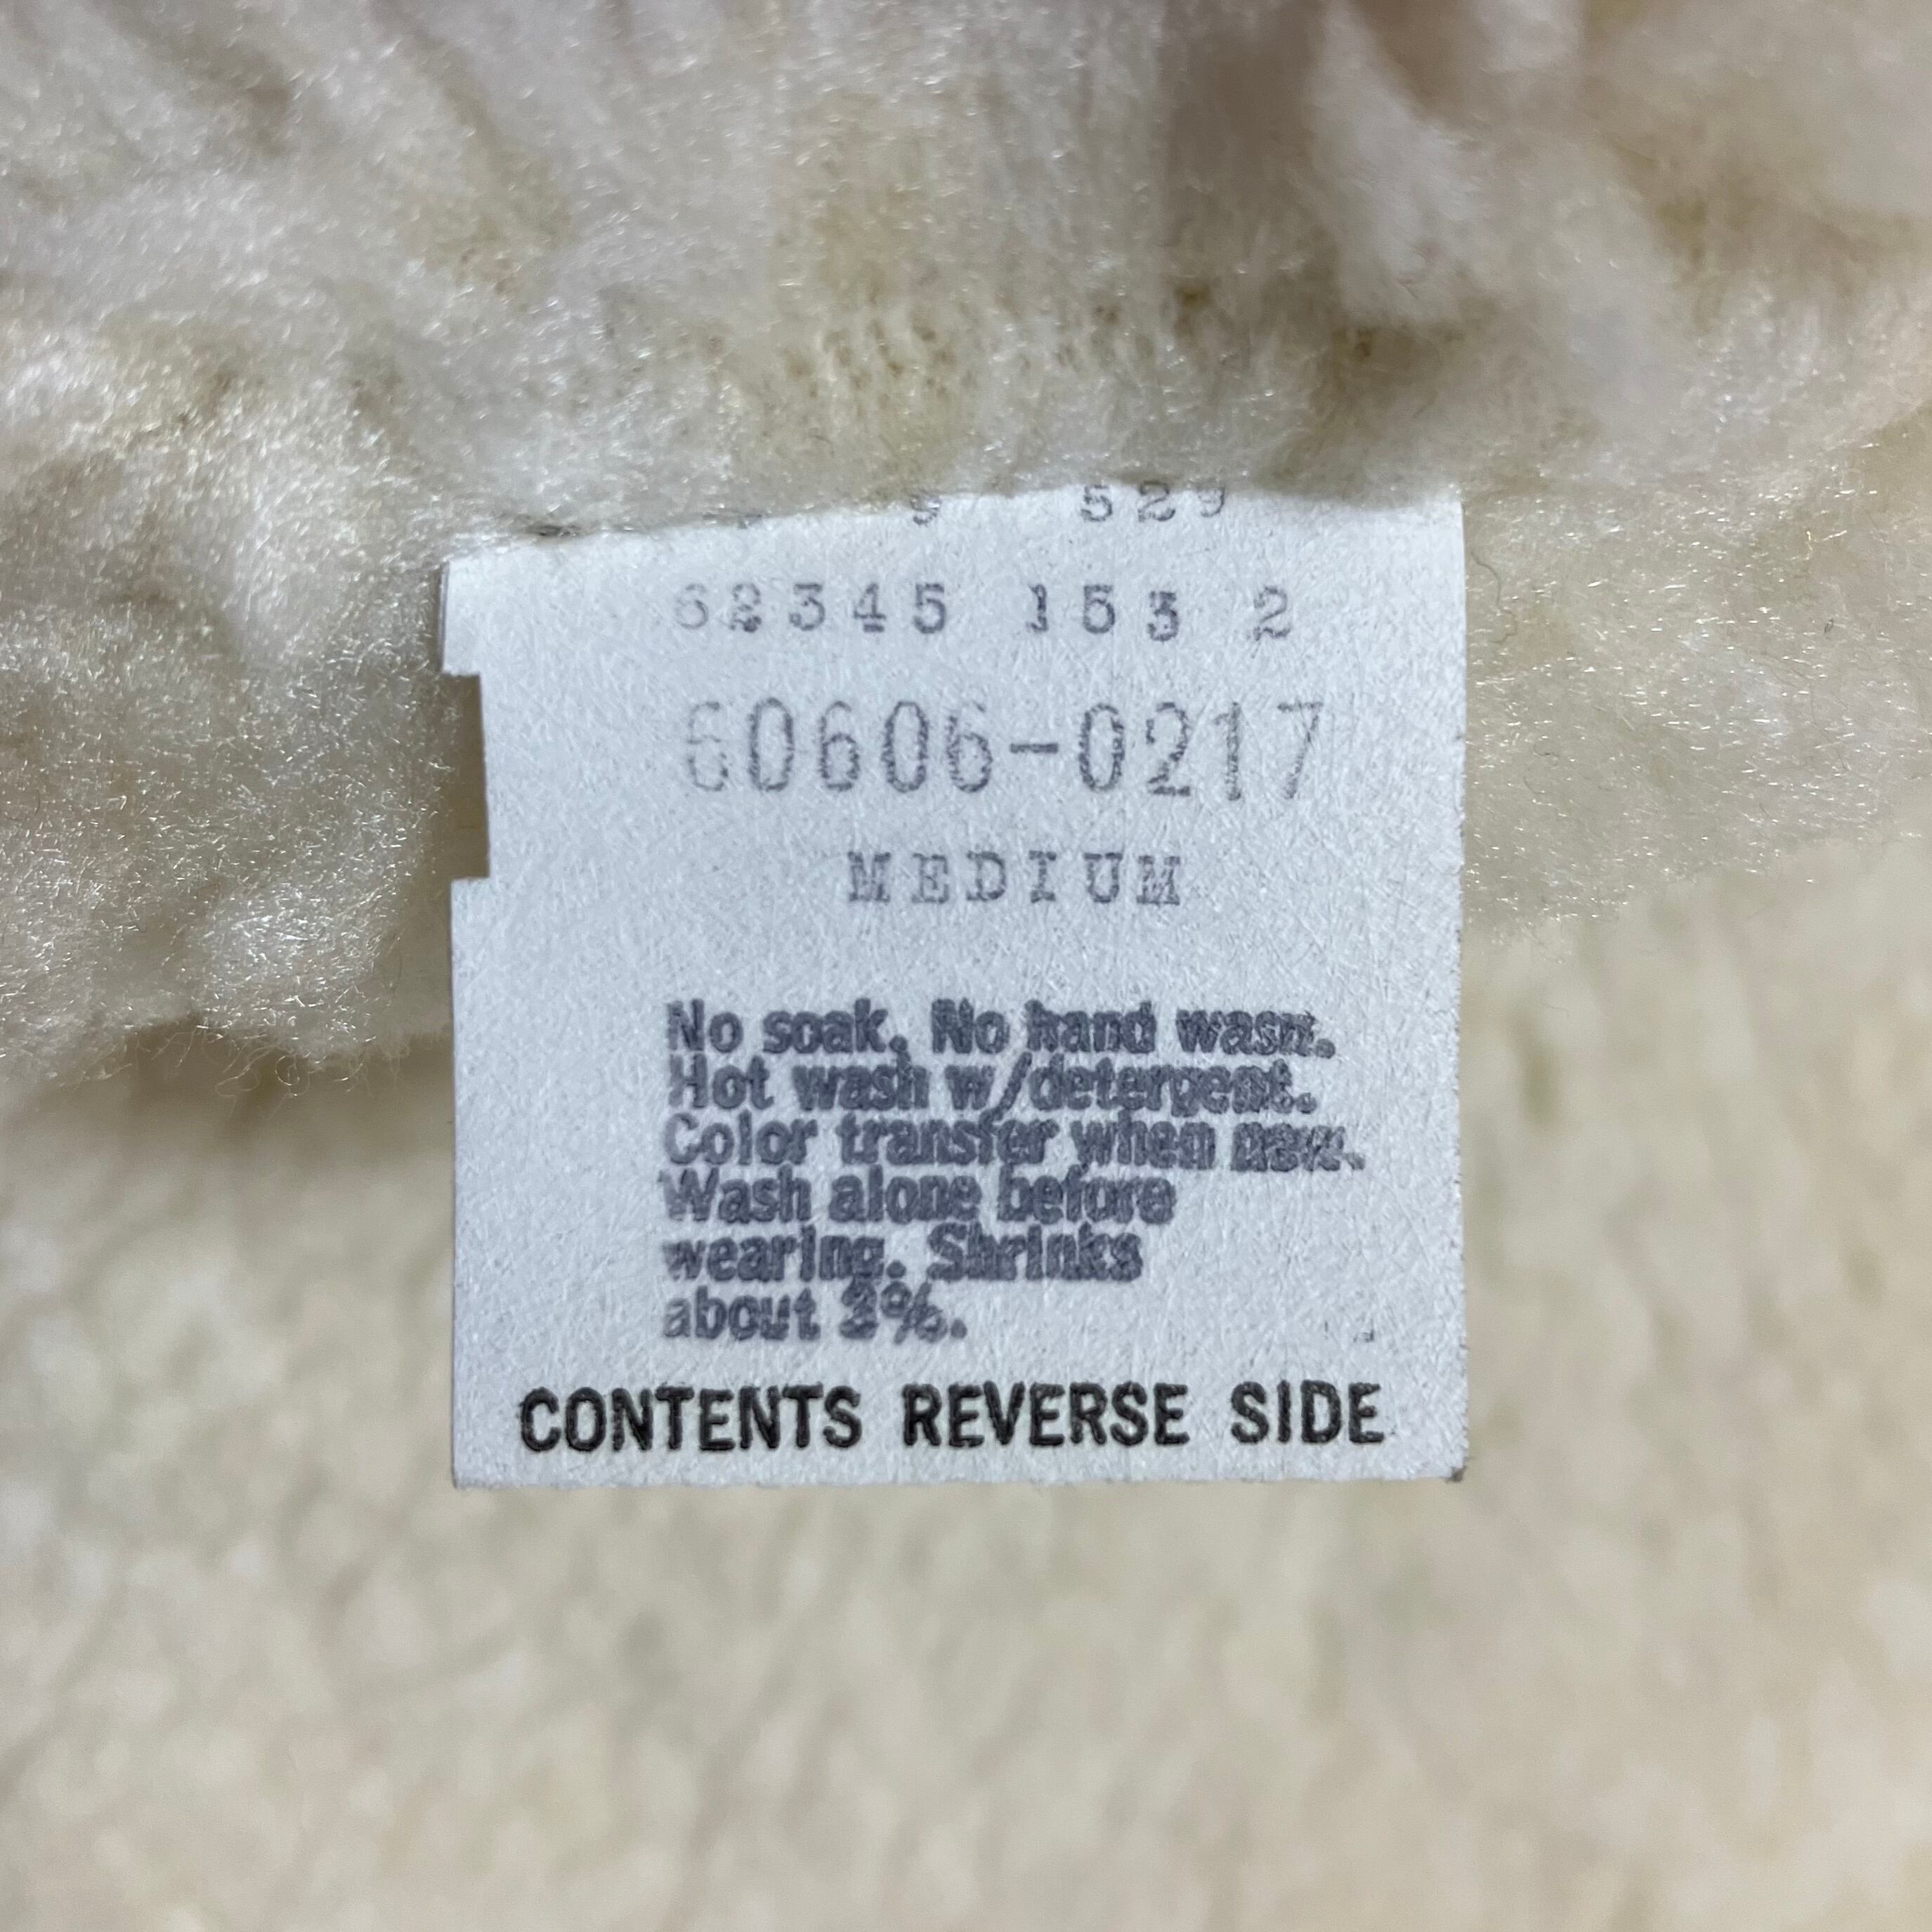 529
62345 153 2
60606-0217
MEDIUM
No soak. No hand wash.
Hot wash w/detergent.
Color transfer when new.
Wash alone before
wearing. Shrinks
about 3%.
CONTENTS REVERSE SIDE